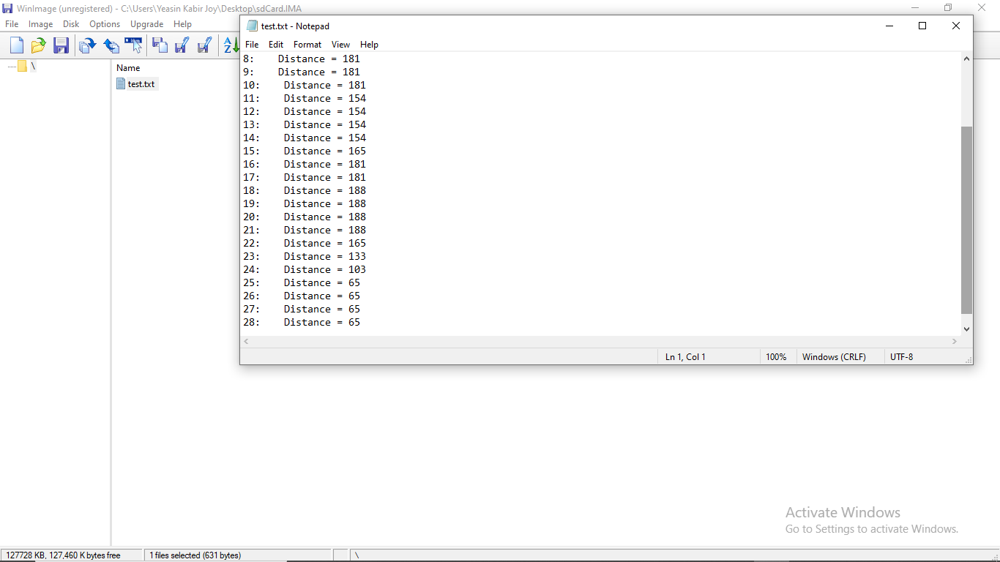 WinImage (unregistered) - C:\Users\Yeasin Kabir Joy\Desktop\sdCard.IMA
File Image Disk Options Upgrade Help
\
Name
test.txt
test.txt - Notepad
File Edit Format View Help
8:    Distance = 181
9:    Distance = 181
10:    Distance = 181
11:    Distance = 154
12:    Distance = 154
13:    Distance = 154
14:    Distance = 154
15:    Distance = 165
16:    Distance = 181
17:    Distance = 181
18:    Distance = 188
19:    Distance = 188
20:    Distance = 188
21:    Distance = 188
22:    Distance = 165
23:    Distance = 133
24:    Distance = 103
25:    Distance = 65
26:    Distance = 65
27:    Distance = 65
28:    Distance = 65
Ln 1, Col 1 100% Windows (CRLF) UTF-8
Activate Windows
Go to Settings to activate Windows.
127728 KB, 127,460 K bytes free 1 files selected (631 bytes) \